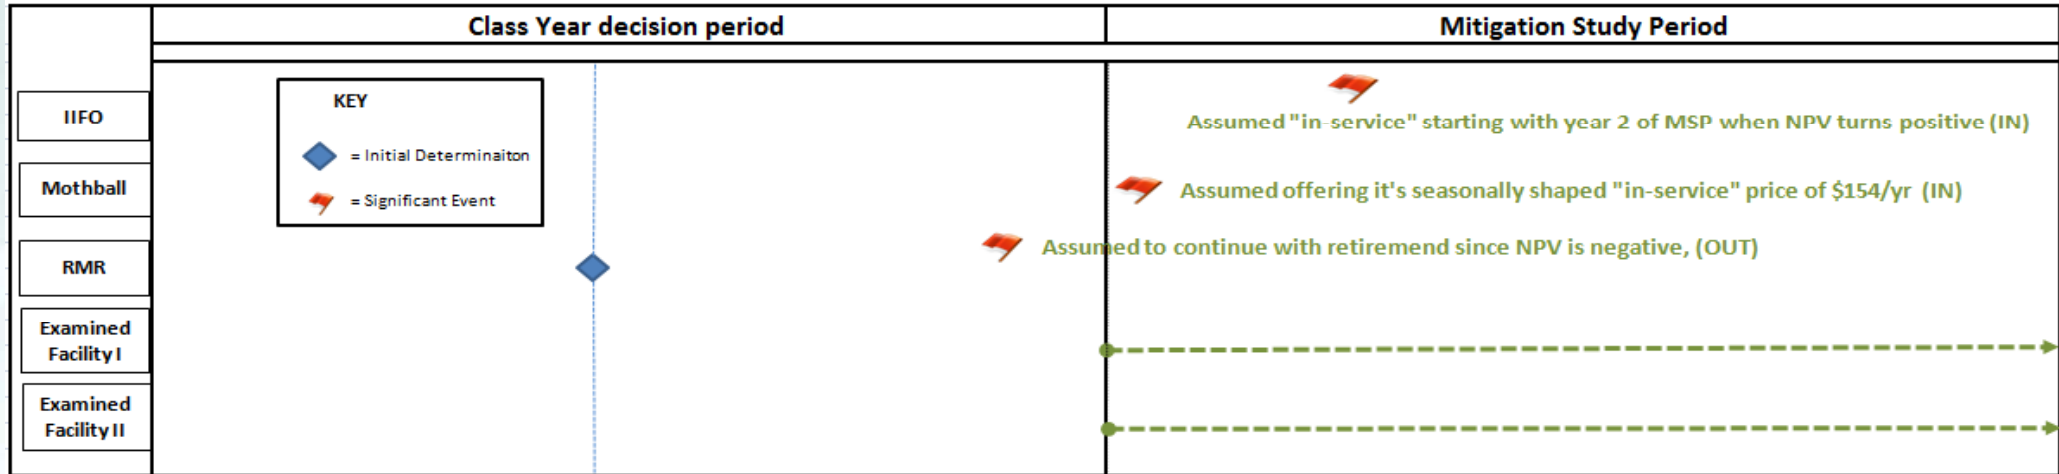 Class Year decision period
Mitigation Study Period
KEY
= Initial Determinaiton
= Significant Event
IIFO
Assumed "in-service" starting with year 2 of MSP when NPV turns positive (IN)
Mothball
Assumed offering it's seasonally shaped "in-service" price of $154/yr (IN)
RMR
Assumed to continue with retiremend since NPV is negative, (OUT)
Examined
Facility I
Examined
Facility II